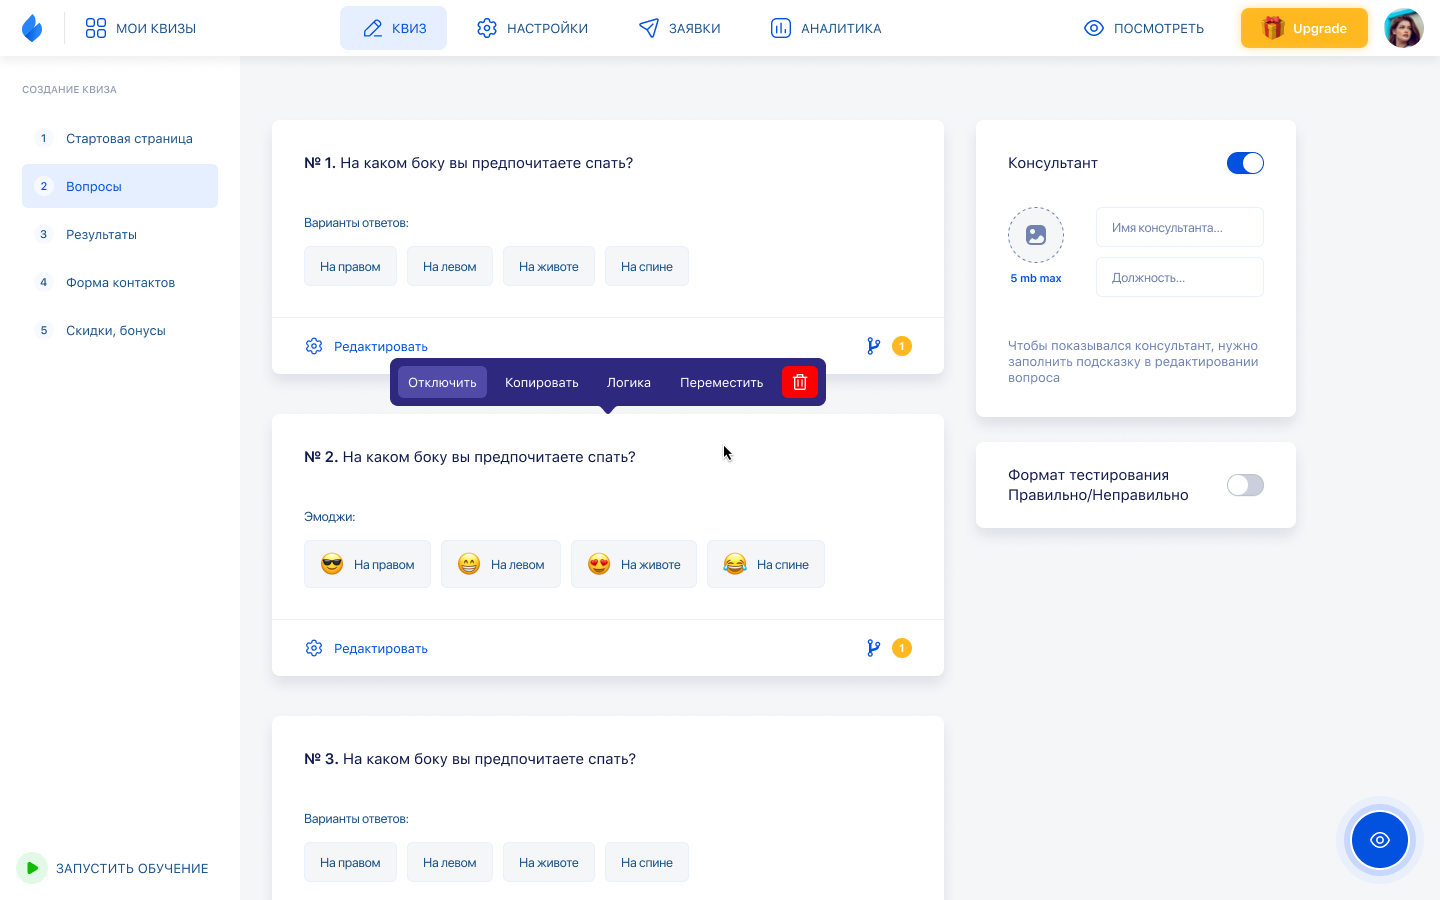 МОИ КВИЗЫ
КВИЗ
НАСТРОЙКИ
ЗАЯВКИ
АНАЛИТИКА
ПОСМОТРЕТЬ
Upgrade
СОЗДАНИЕ КВИЗА
1 Стартовая страница
2 Вопросы
3 Результаты
4 Форма контактов
5 Скидки, бонусы
ЗАПУСТИТЬ ОБУЧЕНИЕ
№ 1. На каком боку вы предпочитаете спать?
Варианты ответов:
На правом
На левом
На животе
На спине
Редактировать
1
Отключить
Копировать
Логика
Переместить
№ 2. На каком боку вы предпочитаете спать?
Эмоджи:
На правом
На левом
На животе
На спине
Редактировать
1
№ 3. На каком боку вы предпочитаете спать?
Варианты ответов:
На правом
На левом
На животе
На спине
Консультант
5 mb max
Имя консультанта...
Должность...
Чтобы показывался консультант, нужно
заполнить подсказку в редактировании
вопроса
Формат тестирования
Правильно/Неправильно